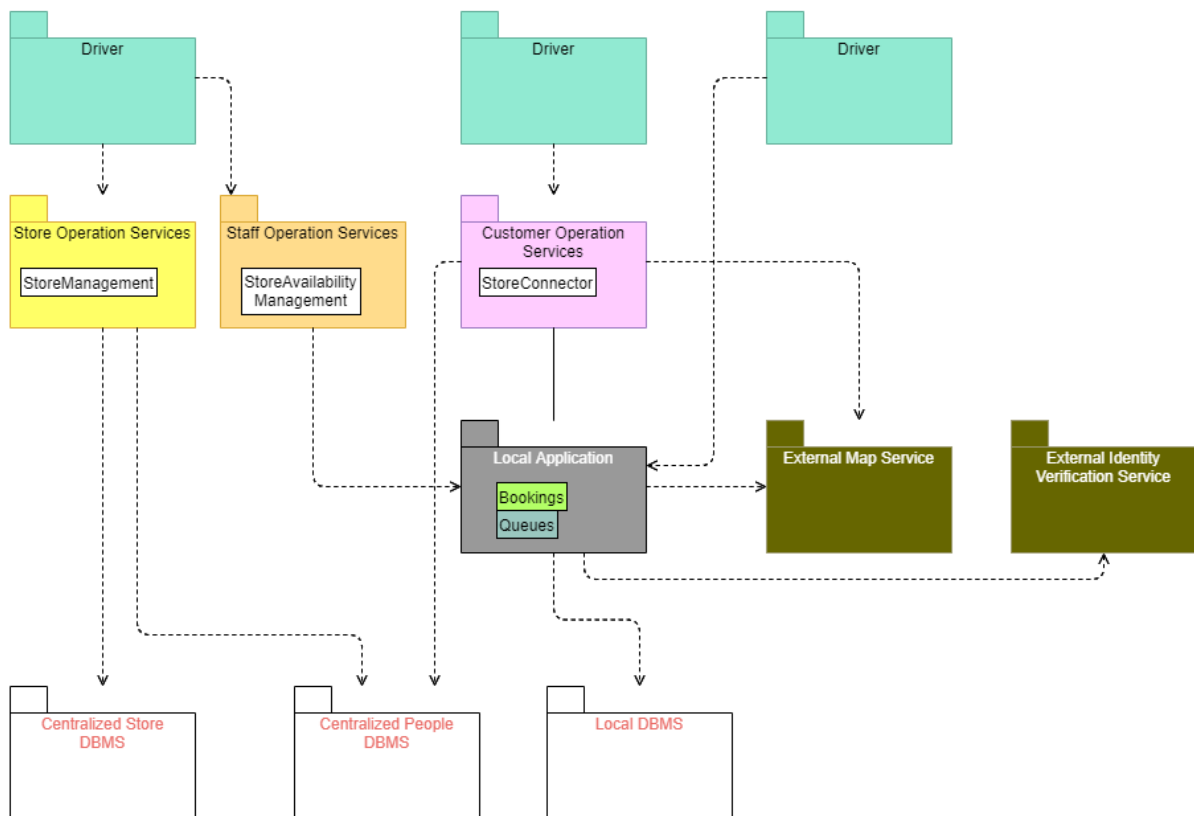 Driver
Driver
Driver
Store Operation Services
StoreManagement
Staff Operation Services
StoreAvailability
Management
Customer Operation
Services
StoreConnector
Local Application
Bookings
Queues
External Map Service
External Identity
Verification Service
Centralized Store
DBMS
Centralized People
DBMS
Local DBMS